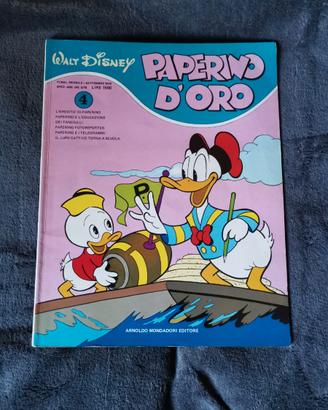 WALT DISNEY
PAPERINO
D'ORO
4
L'EREDITA' DI PAPERINO
PAPERINO E L'EDUCAZIONE
DEI FANCIULLI
PAPERINO FOTOREPORTER
PAPERINO E I TELEGRAMMI
IL LUPO CATTIVO TORNA A SCUOLA
P
ARNOLDO MONDADORI EDITORE